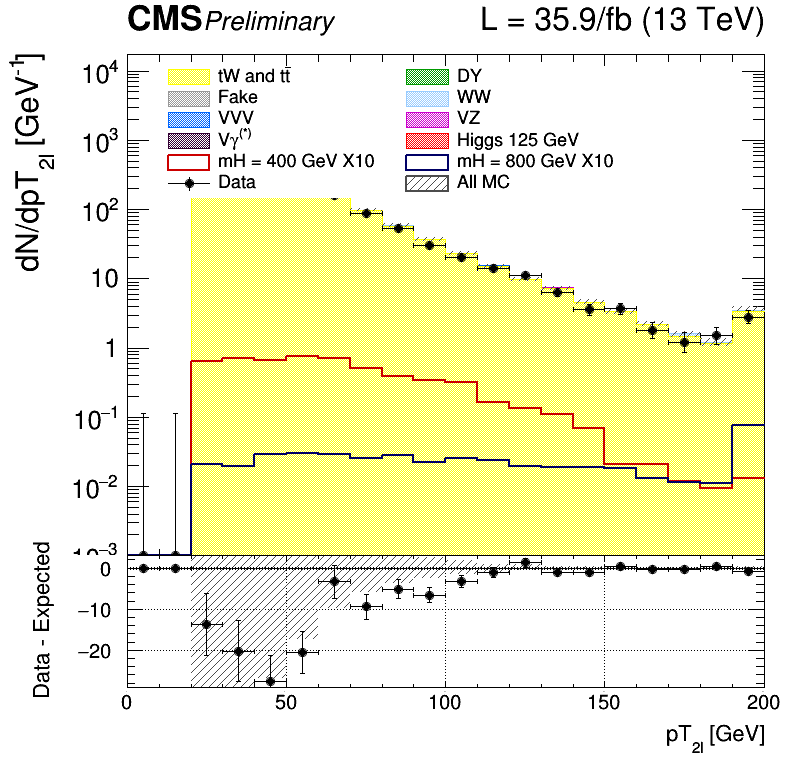 CMS Preliminary L = 35.9/fb (13 TeV)
dN/dpT2l [GeV-1]
10^4
10^3
10^2
10
1
10^-1
10^-2
tW and tt̄
DY
Fake
WW
VVV
VZ
Vγ(*)
Higgs 125 GeV
mH = 400 GeV X10
mH = 800 GeV X10
Data
All MC
Data - Expected
0
−10
−20
0 50 100 150 200
pT2l [GeV]